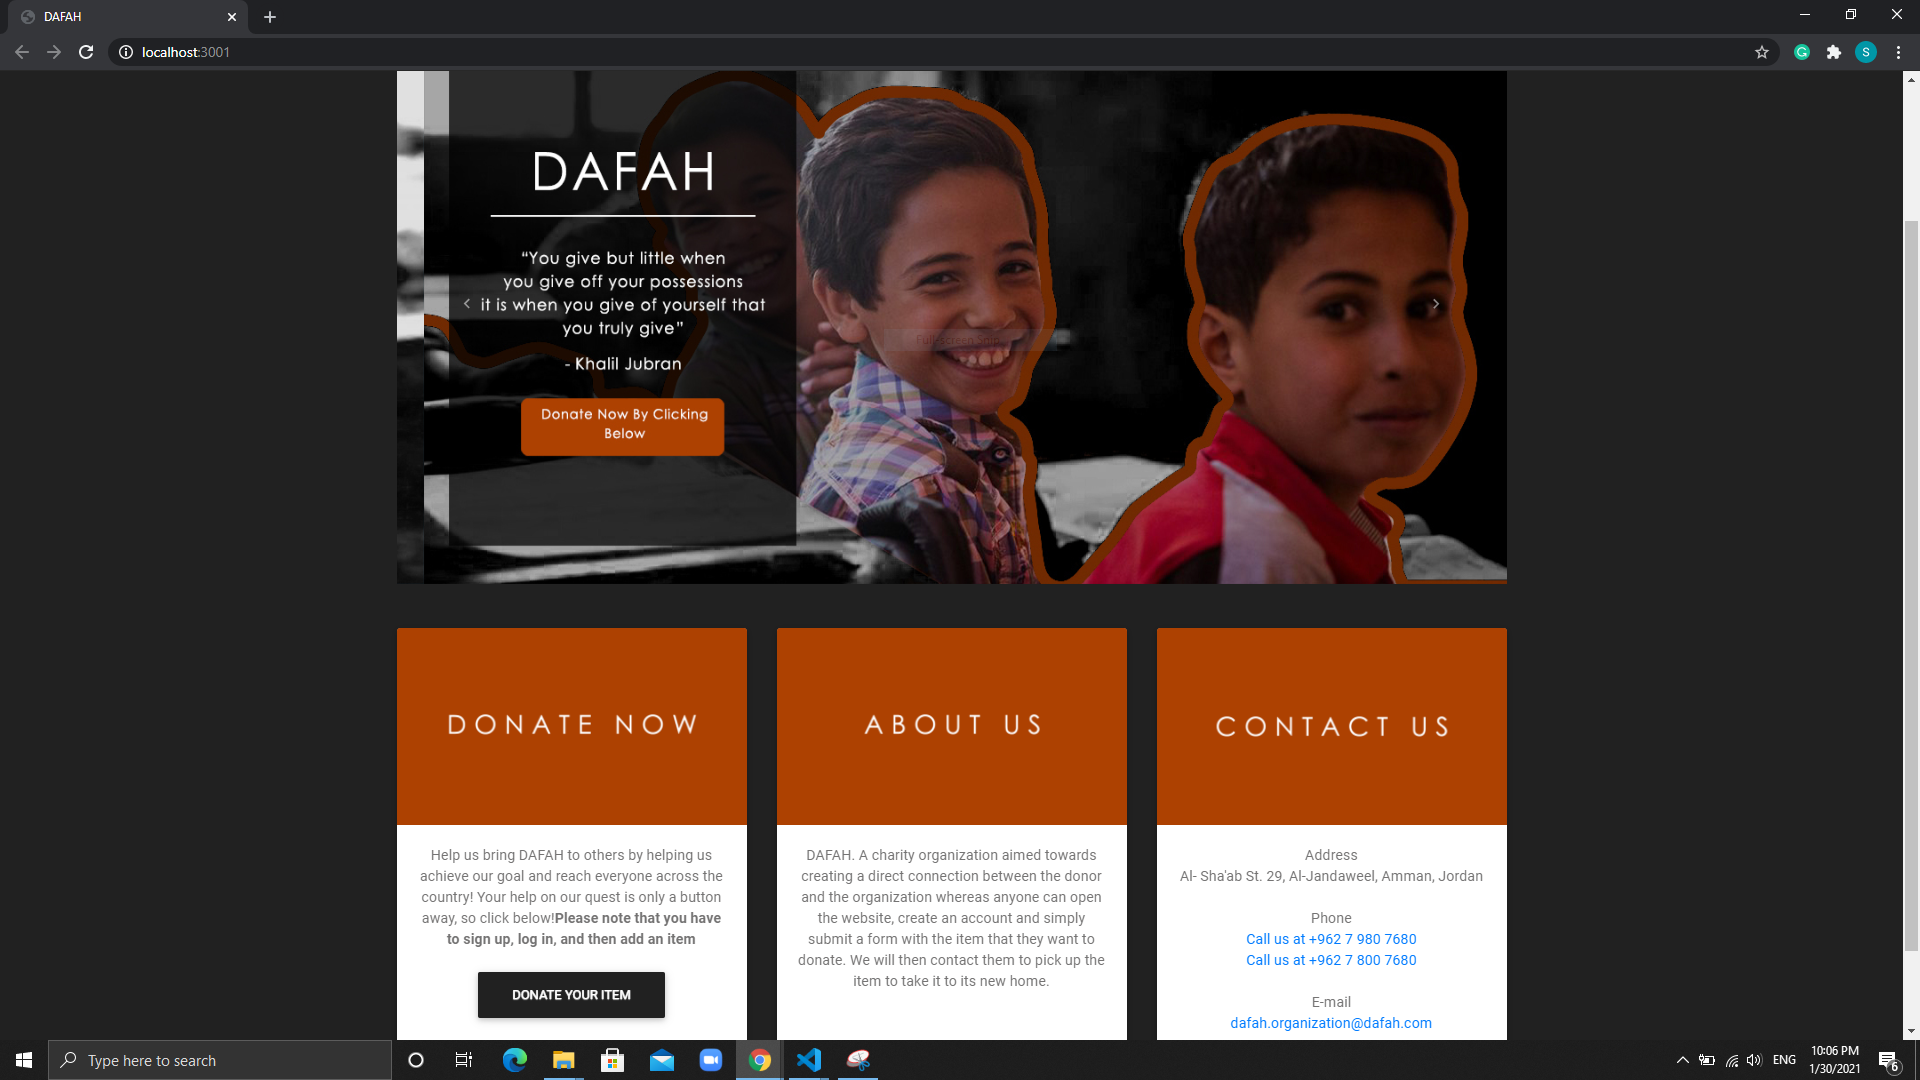 DAFAH
localhost:3001
S
DAFAH
“You give but little when
you give off your possessions
it is when you give of yourself that
you truly give”
- Khalil Jubran
Donate Now By Clicking
Below
DONATE NOW
Help us bring DAFAH to others by helping us
achieve our goal and reach everyone across the
country! Your help on our quest is only a button
away, so click below!Please note that you have
to sign up, log in, and then add an item
DONATE YOUR ITEM
ABOUT US
DAFAH. A charity organization aimed towards
creating a direct connection between the donor
and the organization whereas anyone can open
the website, create an account and simply
submit a form with the item that they want to
donate. We will then contact them to pick up the
item to take it to its new home.
CONTACT US
Address
Al- Sha'ab St. 29, Al-Jandaweel, Amman, Jordan
Phone
Call us at +962 7 980 7680
Call us at +962 7 800 7680
E-mail
dafah.organization@dafah.com
Type here to search
ENG
10:06 PM
1/30/2021
6